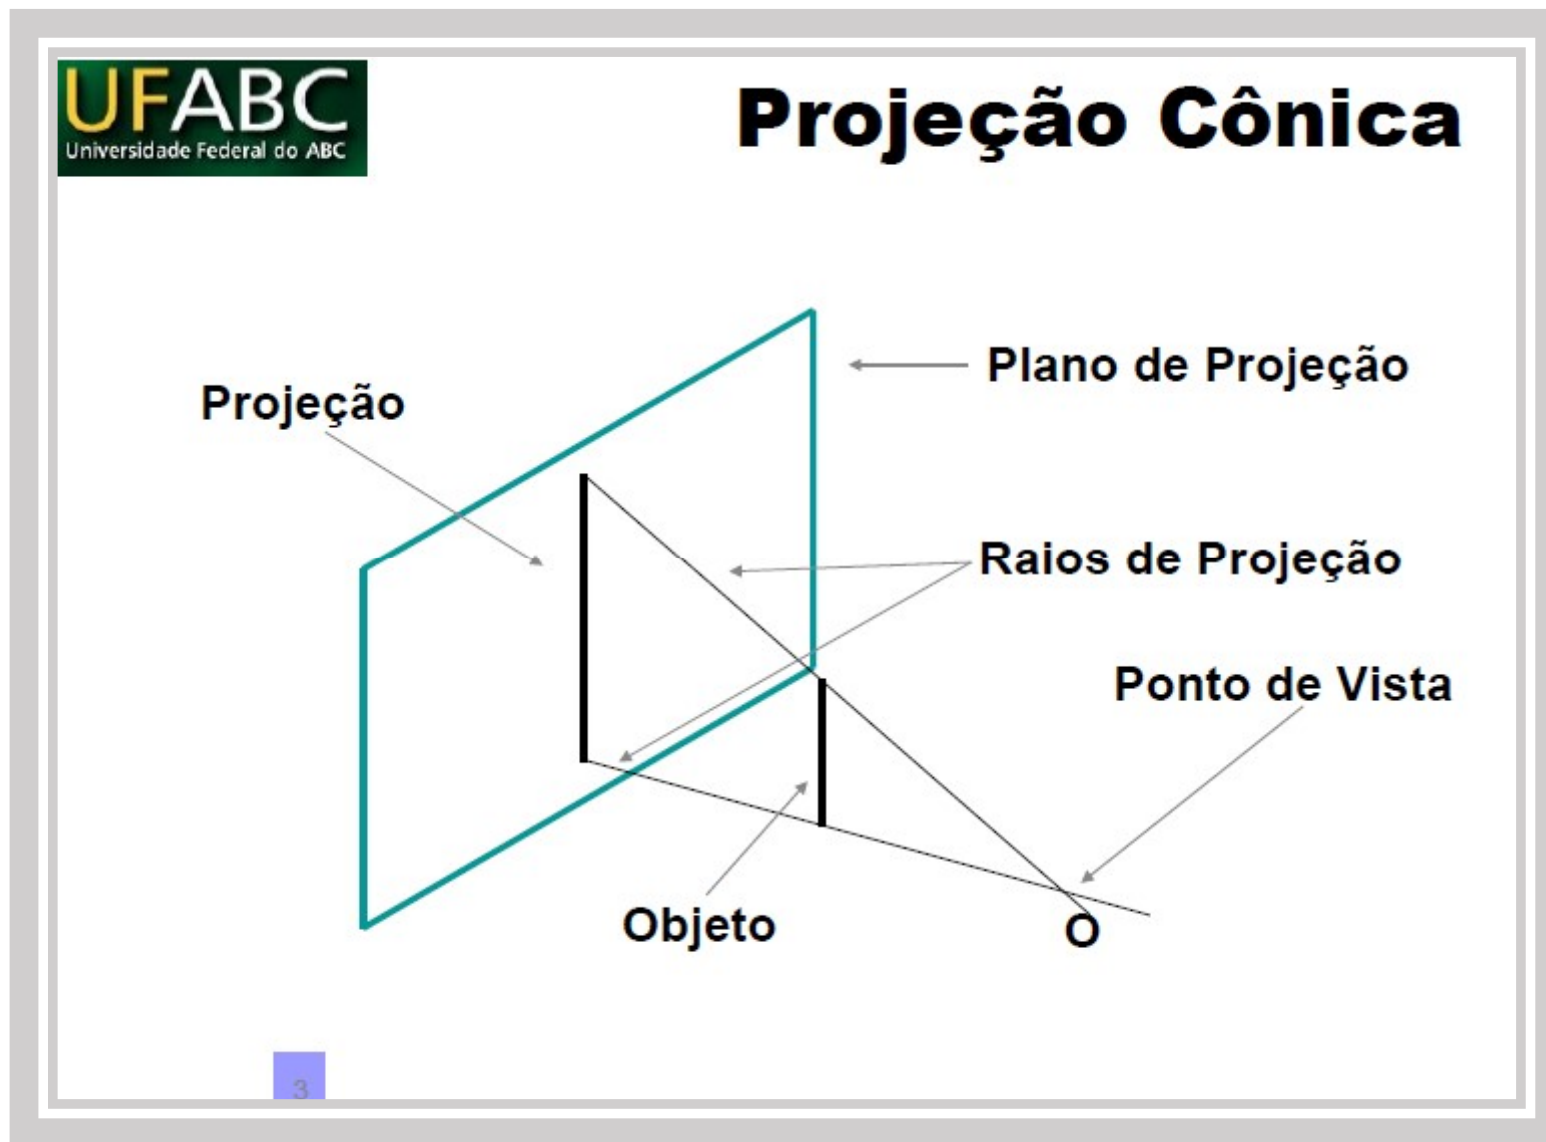 UFABC
Universidade Federal do ABC
Projeção Cônica
Plano de Projeção
Projeção
Raios de Projeção
Ponto de Vista
Objeto
O
3